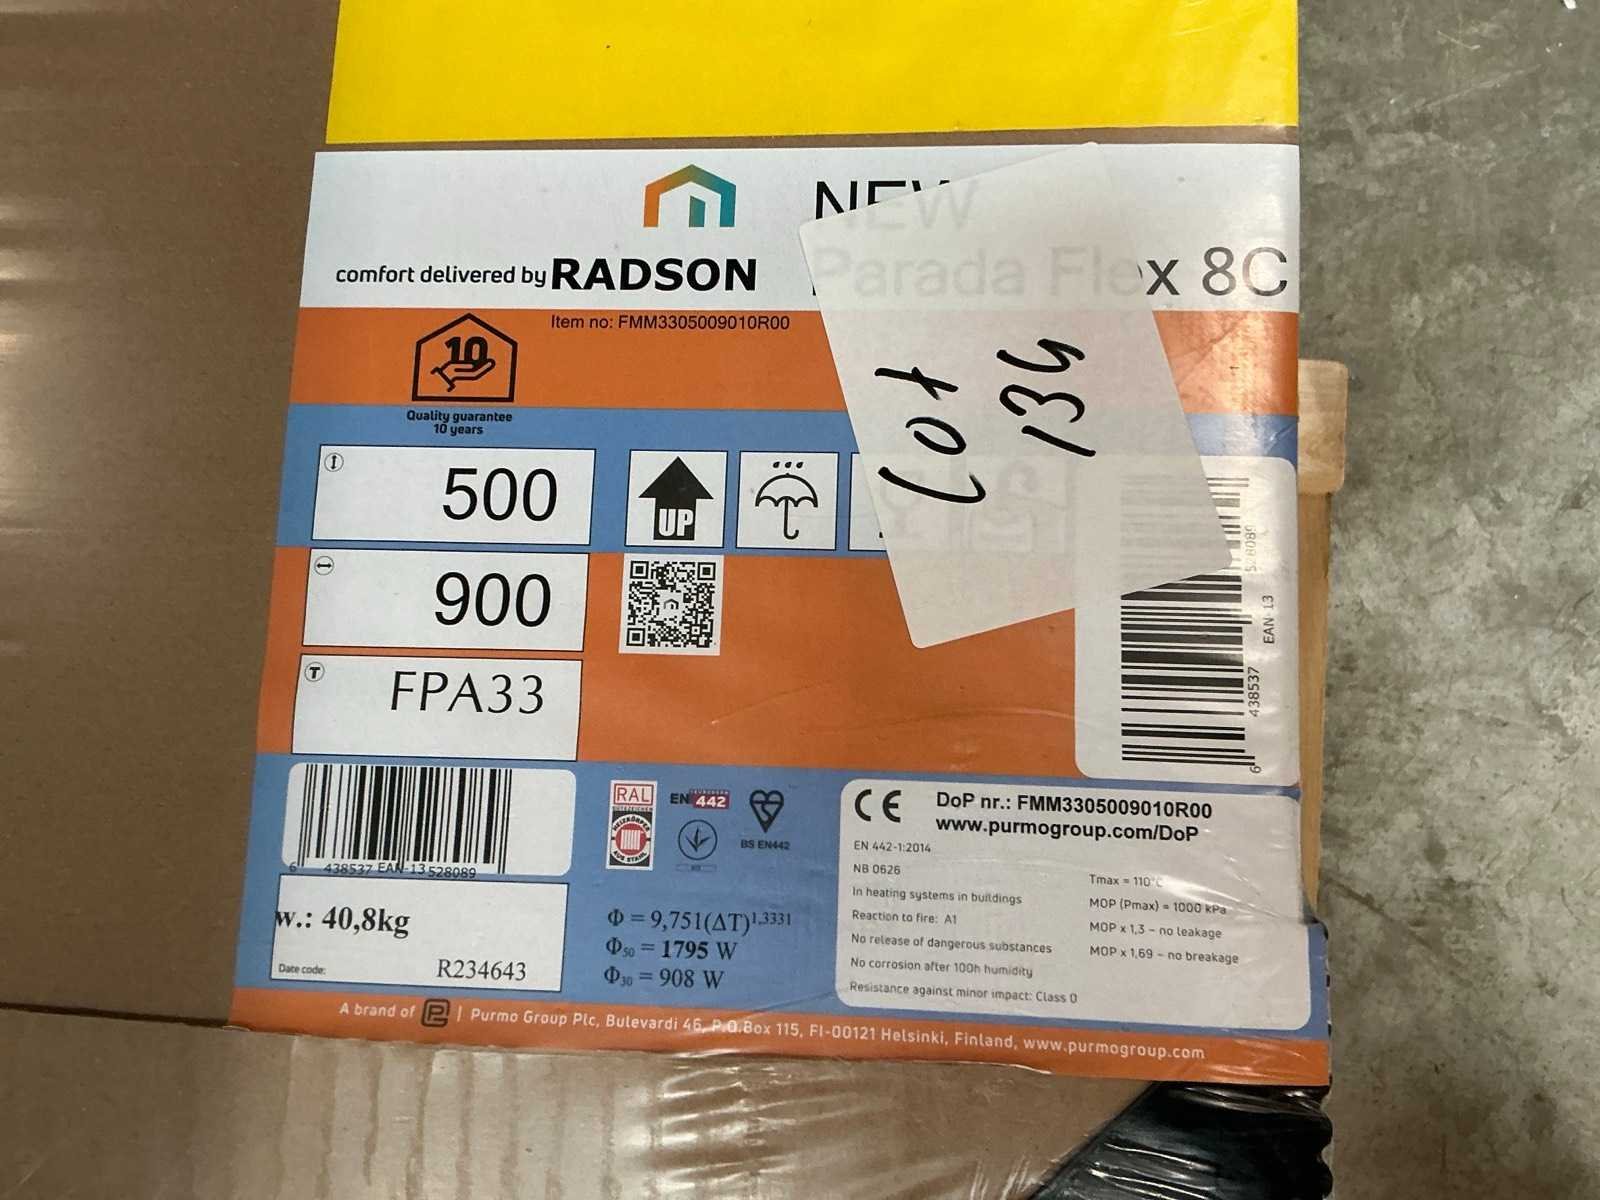 NEW
Parada Flex 8C
comfort delivered by RADSON
Item no: FMM3305009010R00
10
Quality guarantee
10 years
Lot
134
500
UP
900
T
FPA33
528089
EAN-13
438537
6
6 438537 EAN-13 528089
RAL
GÜTEZEICHEN
HEIZKÖRPER
AUS STAHL
EN 442
BS EN442
w.: 40,8kg
Date code:
R234643
Φ = 9,751(ΔT)1,3331
Φ50 = 1795 W
Φ30 = 908 W
CE
DoP nr.: FMM3305009010R00
www.purmogroup.com/DoP
EN 442-1:2014
NB 0626
In heating systems in buildings
Reaction to fire: A1
No release of dangerous substances
No corrosion after 100h humidity
Resistance against minor impact: Class 0
Tmax = 110°C
MOP (Pmax) = 1000 kPa
MOP x 1,3 – no leakage
MOP x 1,69 – no breakage
A brand of P | Purmo Group Plc, Bulevardi 46, P.O.Box 115, FI-00121 Helsinki, Finland, www.purmogroup.com